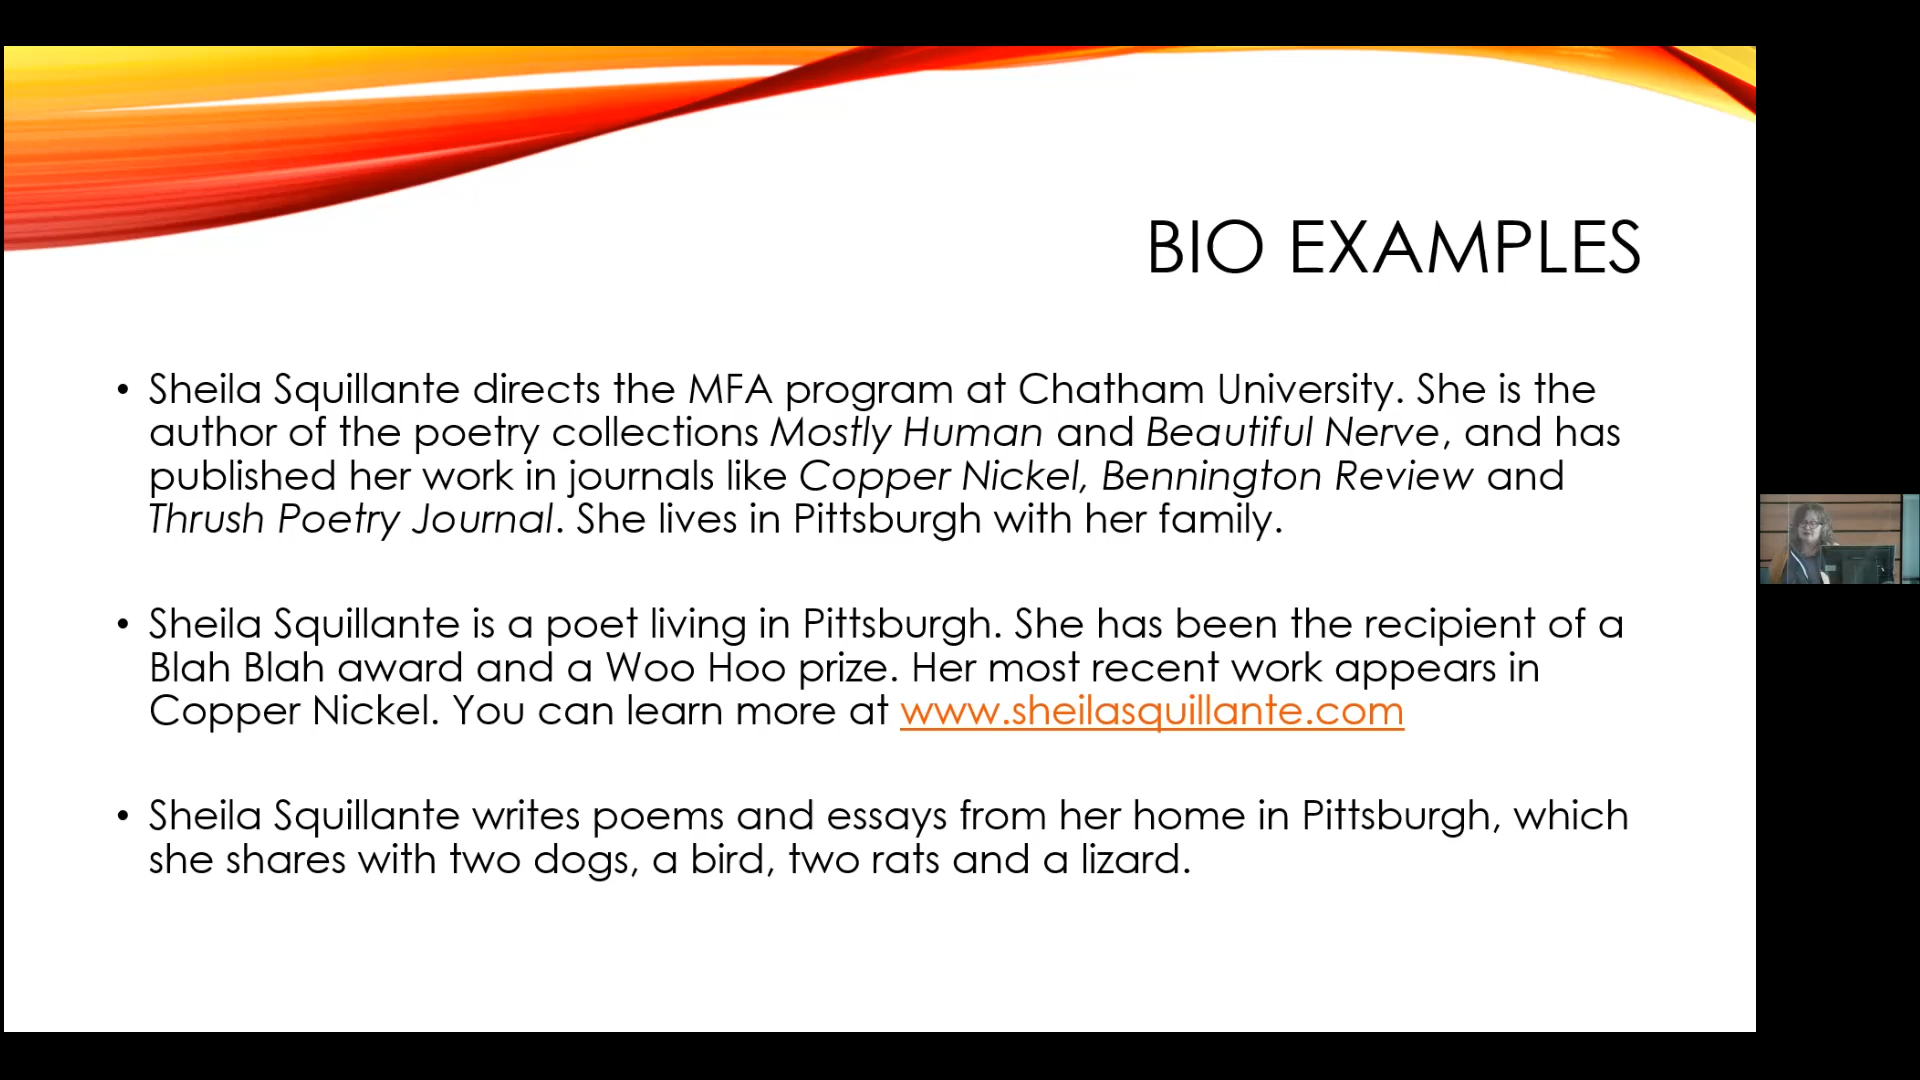 BIO EXAMPLES
• Sheila Squillante directs the MFA program at Chatham University. She is the
author of the poetry collections Mostly Human and Beautiful Nerve, and has
published her work in journals like Copper Nickel, Bennington Review and
Thrush Poetry Journal. She lives in Pittsburgh with her family.
• Sheila Squillante is a poet living in Pittsburgh. She has been the recipient of a
Blah Blah award and a Woo Hoo prize. Her most recent work appears in
Copper Nickel. You can learn more at www.sheilasquillante.com
• Sheila Squillante writes poems and essays from her home in Pittsburgh, which
she shares with two dogs, a bird, two rats and a lizard.